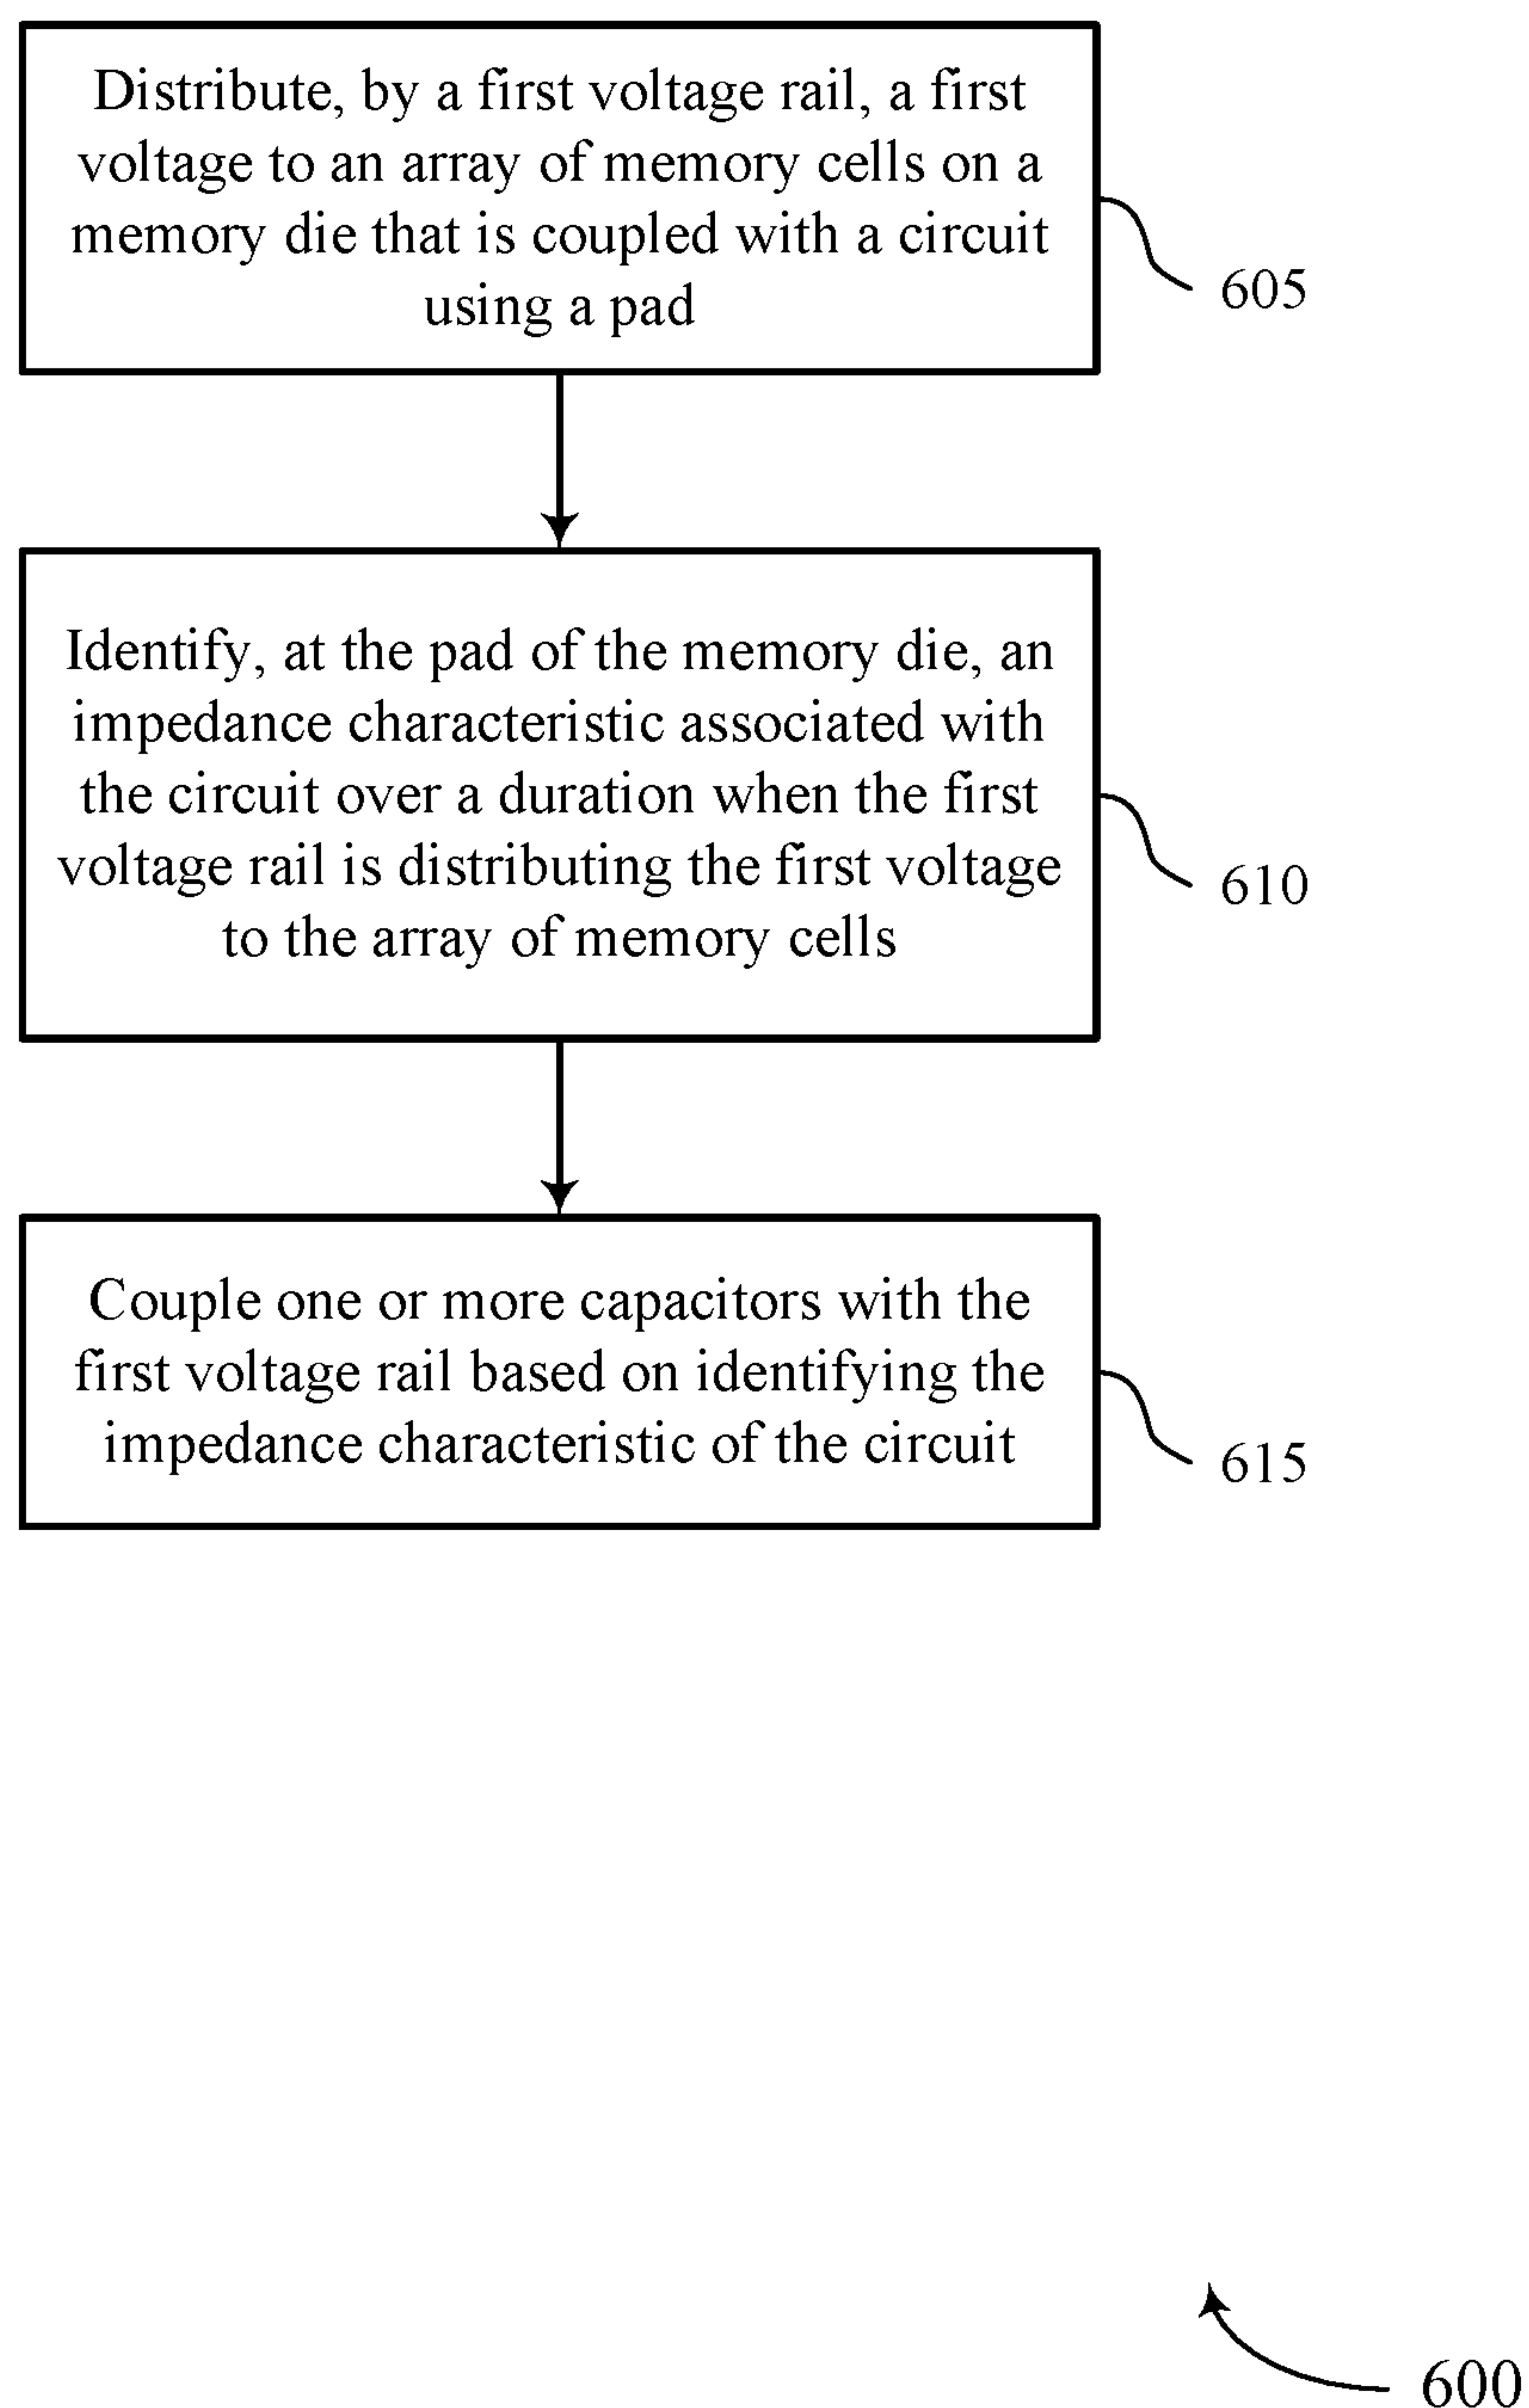 Distribute, by a first voltage rail, a first
voltage to an array of memory cells on a
memory die that is coupled with a circuit
using a pad
605
Identify, at the pad of the memory die, an
impedance characteristic associated with
the circuit over a duration when the first
voltage rail is distributing the first voltage
to the array of memory cells
610
Couple one or more capacitors with the
first voltage rail based on identifying the
impedance characteristic of the circuit
615
600